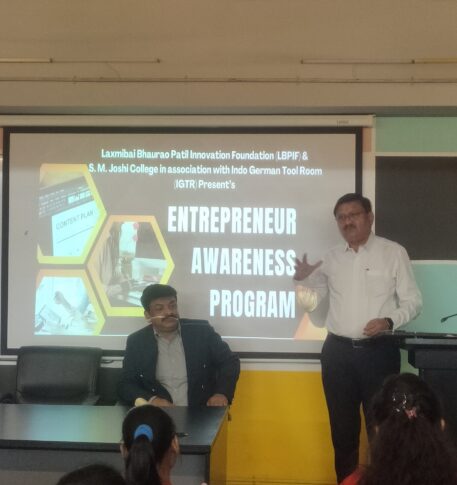 Laxmibai Bhaurao Patil Innovation Foundation (LBPIF) &
S. M. Joshi College in association with Indo German Tool Room
(IGTR) Present's
ENTREPRENEUR
AWARENESS
PROGRAM
CONTENT PLAN